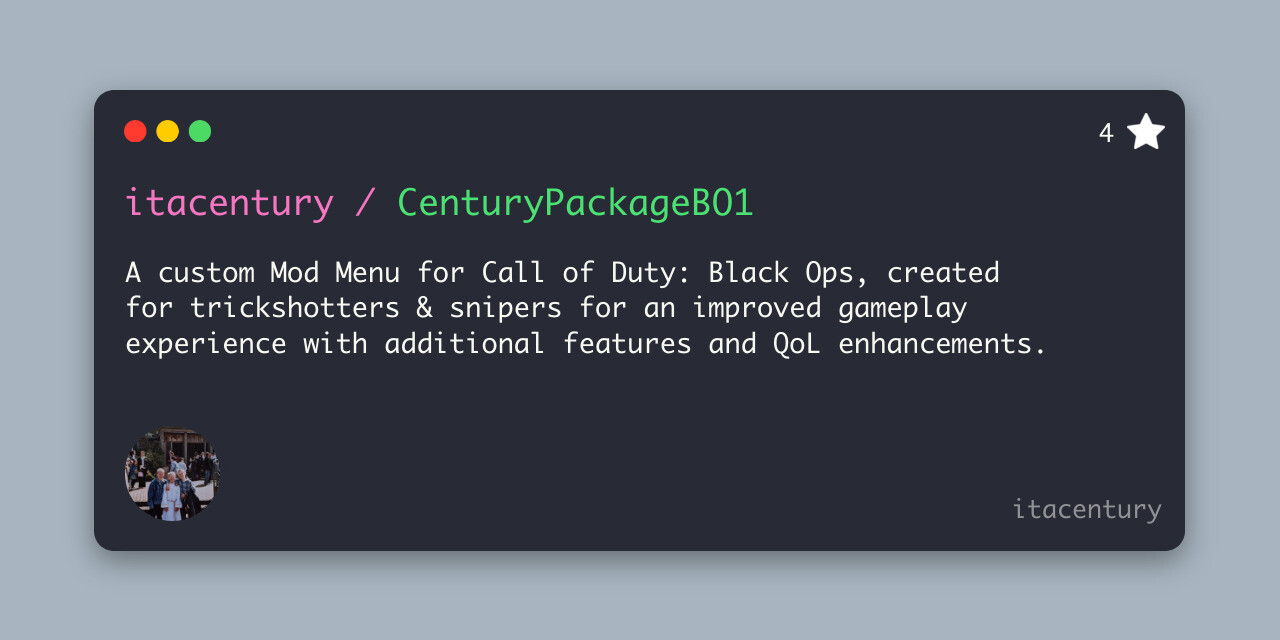 4
itacentury / CenturyPackageBO1
A custom Mod Menu for Call of Duty: Black Ops, created
for trickshotters & snipers for an improved gameplay
experience with additional features and QoL enhancements.
itacentury